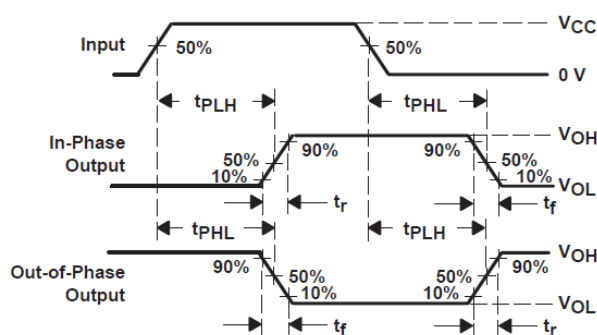 VCC
Input
50%
50%
0 V
tPLH
tPHL
In-Phase
Output
90%
90%
VOH
50%
50%
10%
10%
VOL
tr
tf
tPHL
tPLH
Out-of-Phase
Output
90%
90%
VOH
50%
50%
10%
10%
VOL
tf
tr